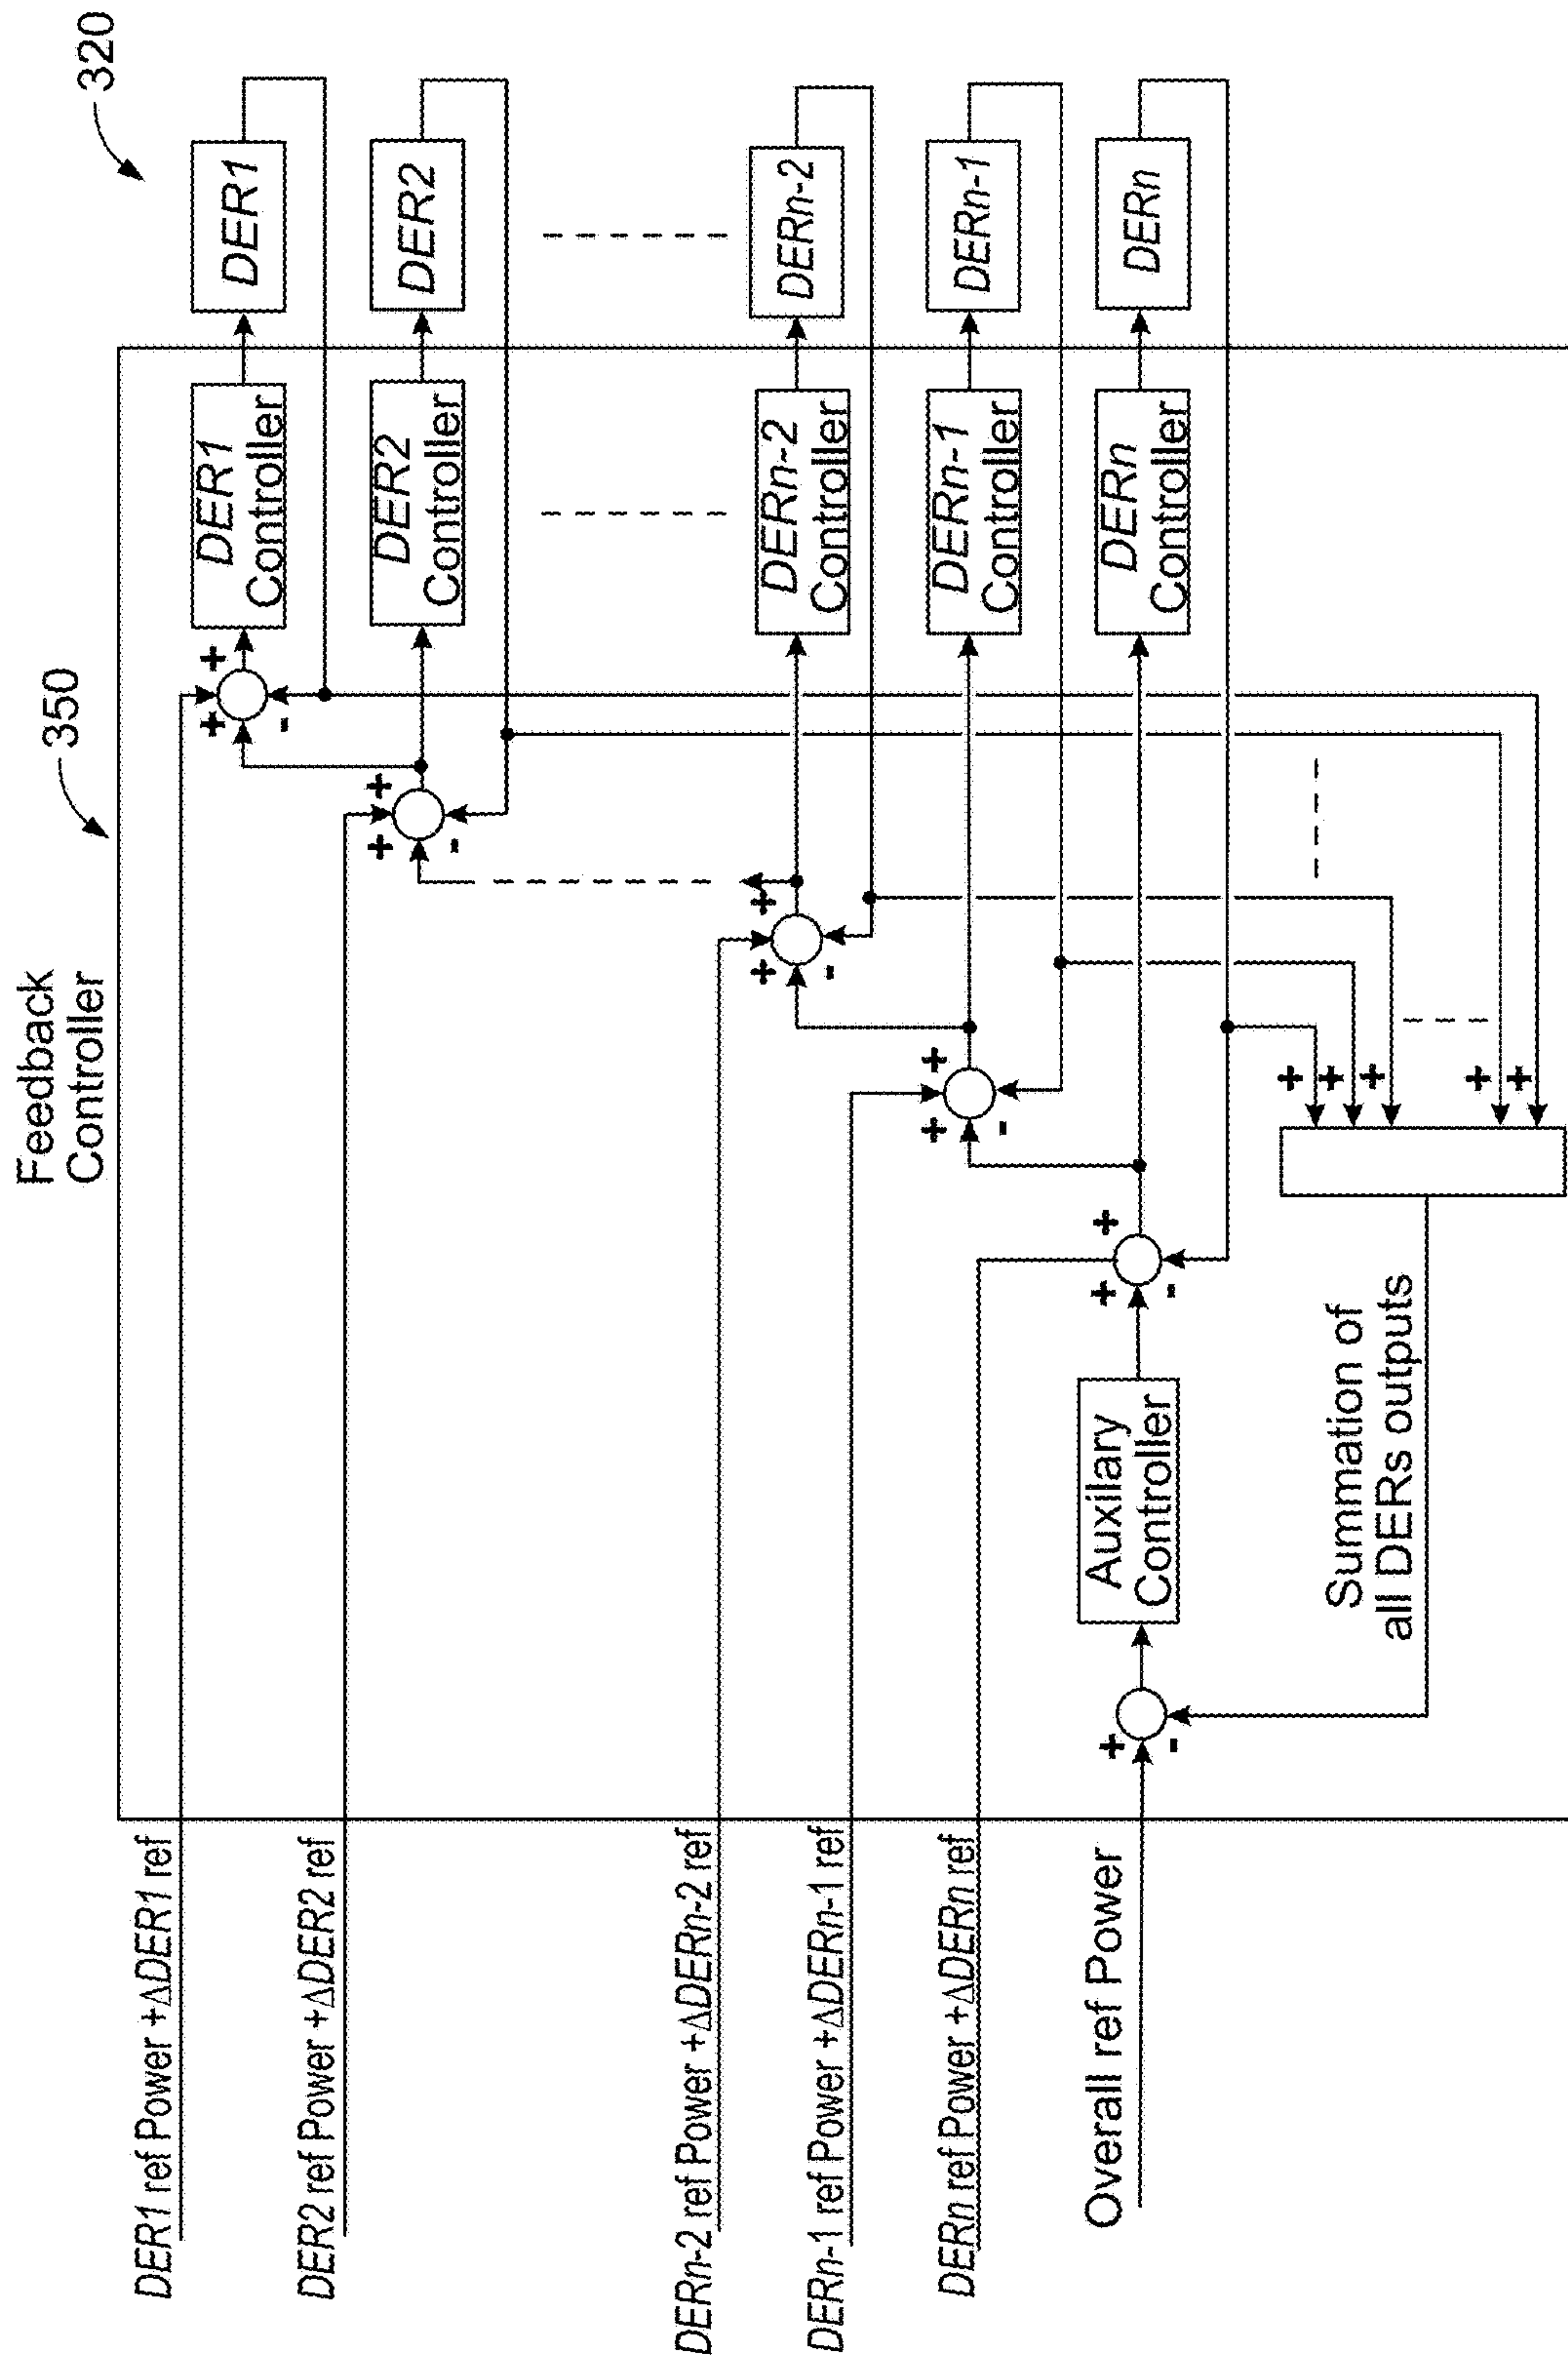 Feedback
Controller
350
320
DER1 ref Power +ΔDER1 ref
+
+
-
DER1
Controller
DER1
DER2 ref Power +ΔDER2 ref
+
+
-
DER2
Controller
DER2
DERn-2 ref Power +ΔDERn-2 ref
+
+
-
DERn-2
Controller
DERn-2
DERn-1 ref Power +ΔDERn-1 ref
+
+
-
DERn-1
Controller
DERn-1
DERn ref Power +ΔDERn ref
+
+
-
DERn
Controller
DERn
Overall ref Power
+
-
Auxilary
Controller
Summation of
all DERs outputs
+
+
+
+
+